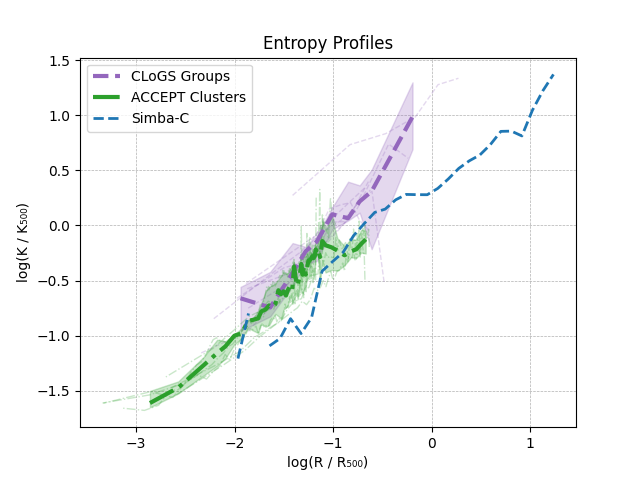 Entropy Profiles
CLoGS Groups
ACCEPT Clusters
Simba-C
1.5
1.0
0.5
0.0
−0.5
−1.0
−1.5
log(K / K₅₀₀)
−3
−2
−1
0
1
log(R / R₅₀₀)